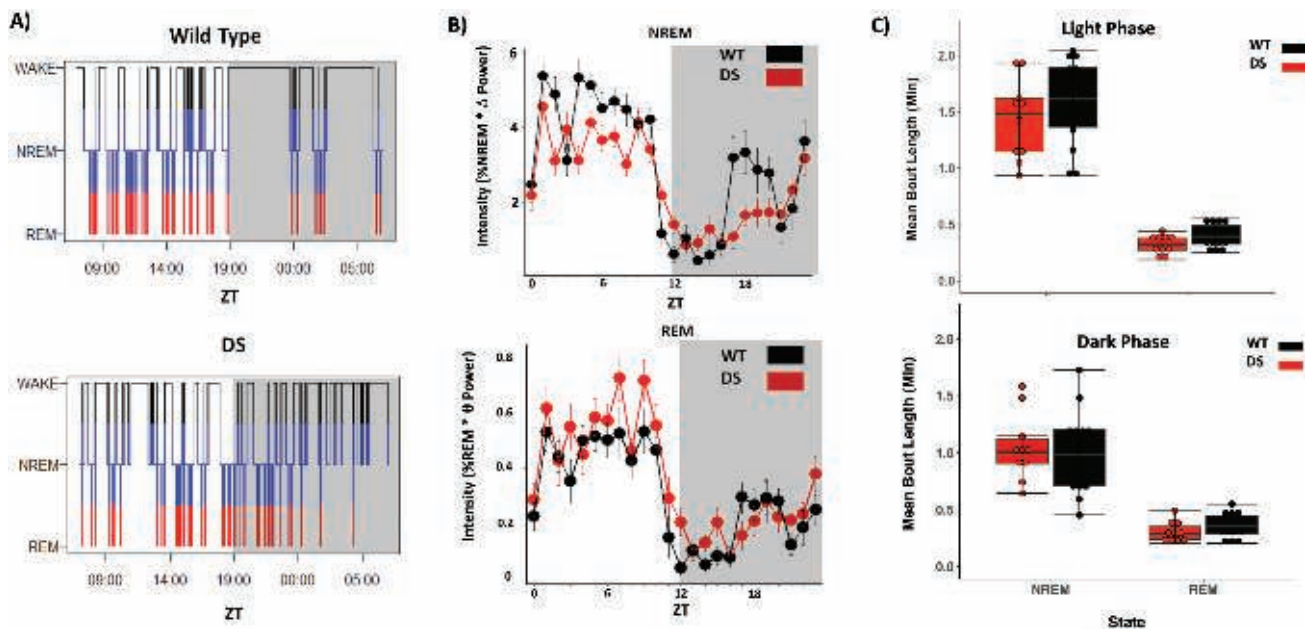 A)
Wild Type
WAKE
NREM
REM
09:00 14:00 19:00 00:00 05:00
ZT
DS
WAKE
NREM
REM
09:00 14:00 19:00 00:00 05:00
ZT
B)
NREM
WT
DS
Intensity (%NREM * Δ Power)
6
4
2
0
0 6 12 18
ZT
REM
WT
DS
Intensity (%REM * θ Power)
0.8
0.6
0.4
0.2
0
0 6 12 18
ZT
C)
Light Phase
WT
DS
Mean Bout Length (Min)
2.0
1.5
1.0
0.5
0.0
Dark Phase
WT
DS
Mean Bout Length (Min)
2.0
1.5
1.0
0.5
0.0
NREM REM
State